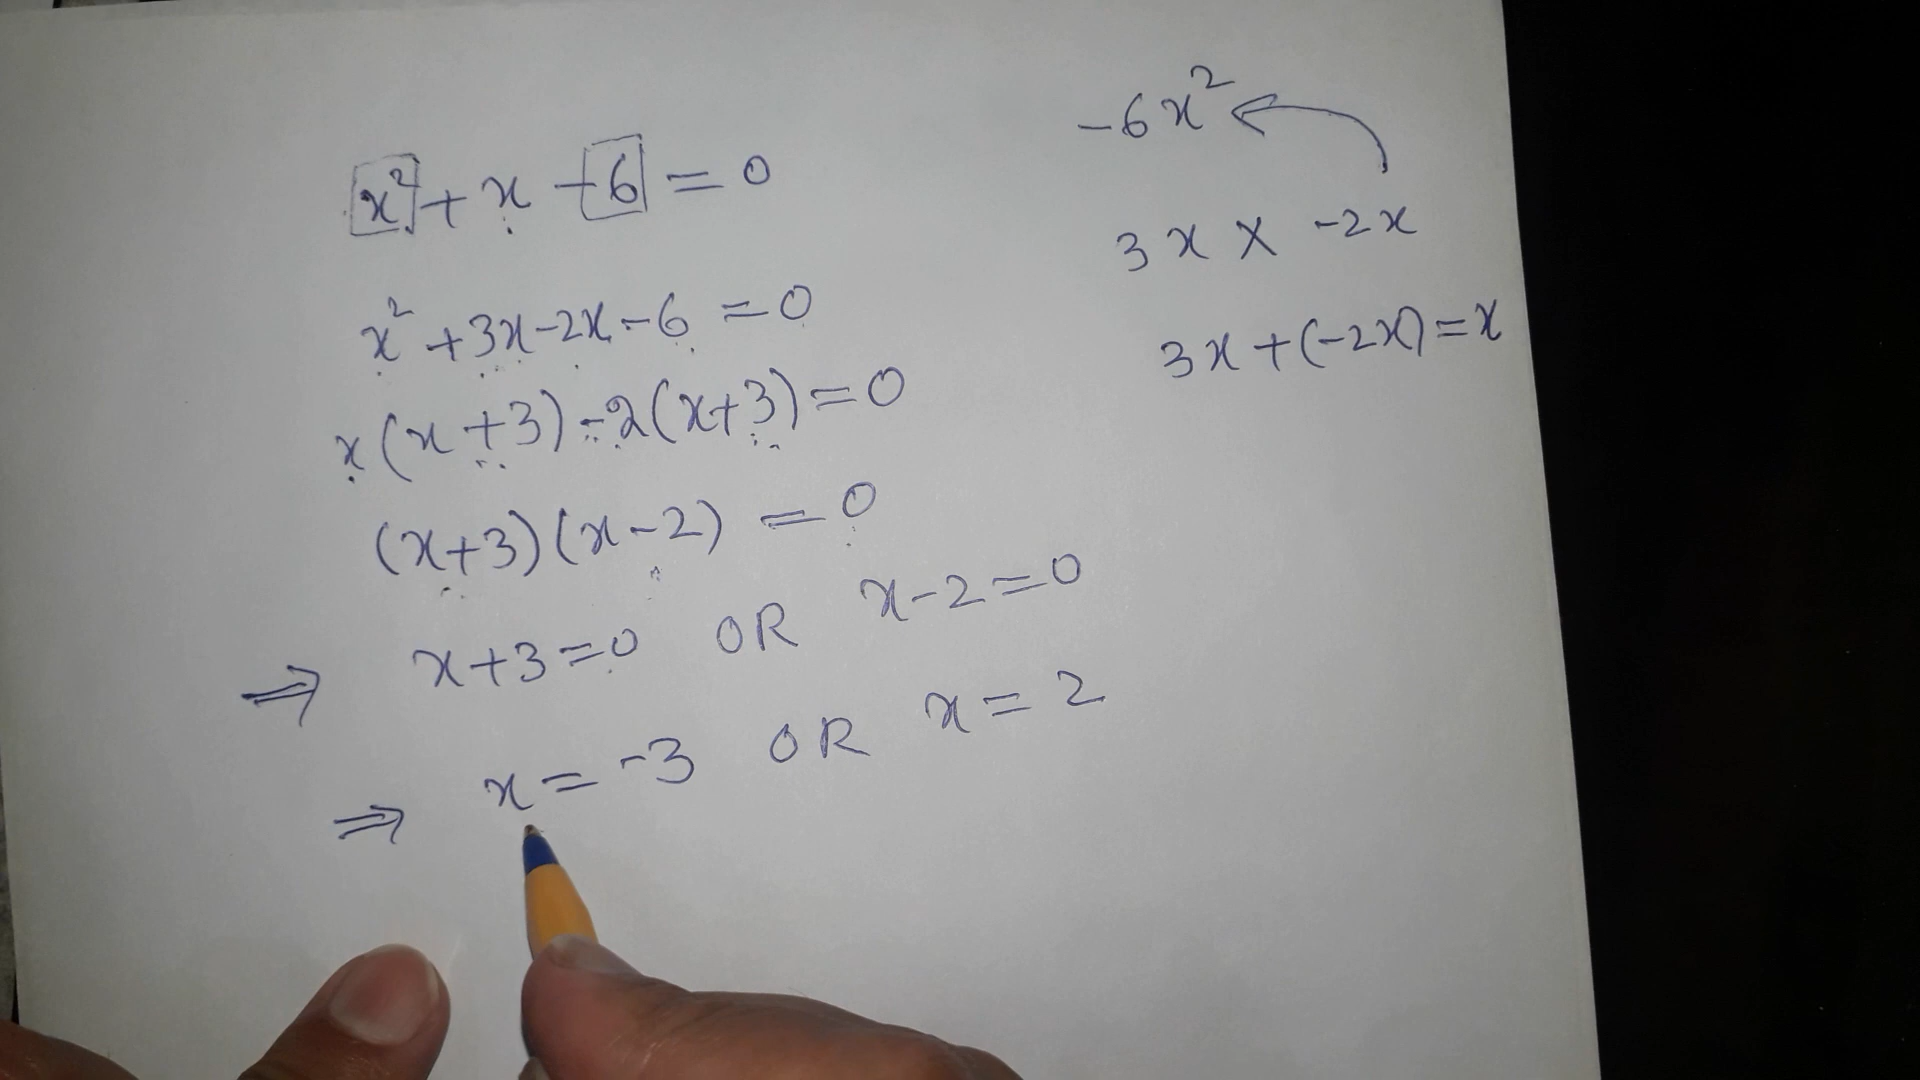 x² + x - 6 = 0
x² + 3x - 2x - 6 = 0
x(x + 3) - 2(x + 3) = 0
(x + 3)(x - 2) = 0
⇒ x + 3 = 0 OR x - 2 = 0
⇒ x = -3 OR x = 2
-6x²
3x × -2x
3x + (-2x) = x